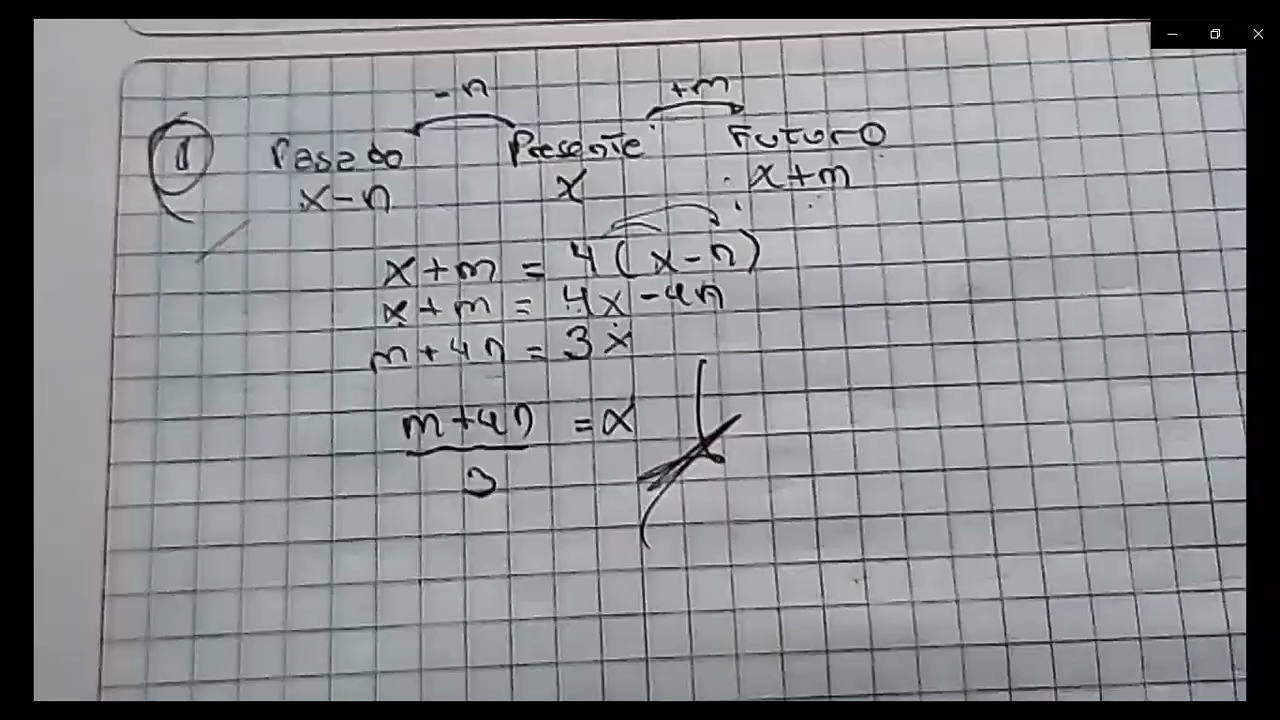 -n +m
1 Pasado Presente Futuro
x-n x x+m
x+m = 4(x-n)
x+m = 4x-4n
m+4n = 3x
m+4n = x
3